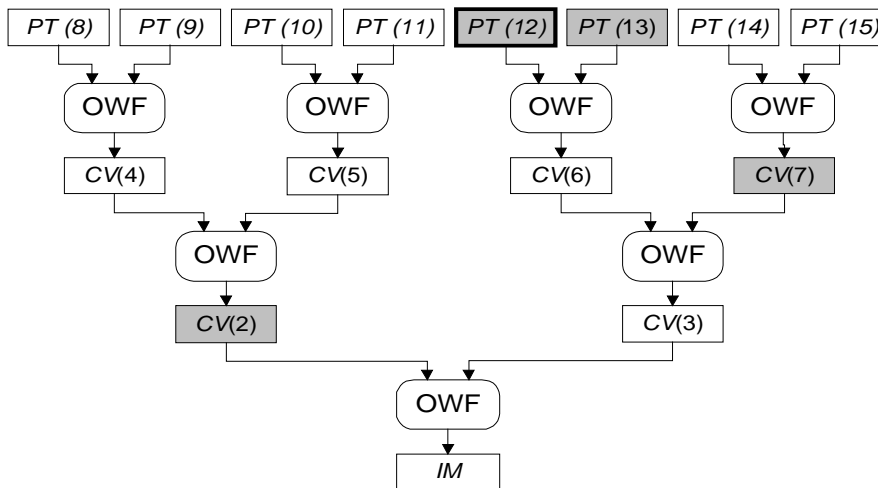 PT (8) PT (9) PT (10) PT (11) PT (12) PT (13) PT (14) PT (15)
OWF OWF OWF OWF
CV(4) CV(5) CV(6) CV(7)
OWF OWF
CV(2) CV(3)
OWF
IM